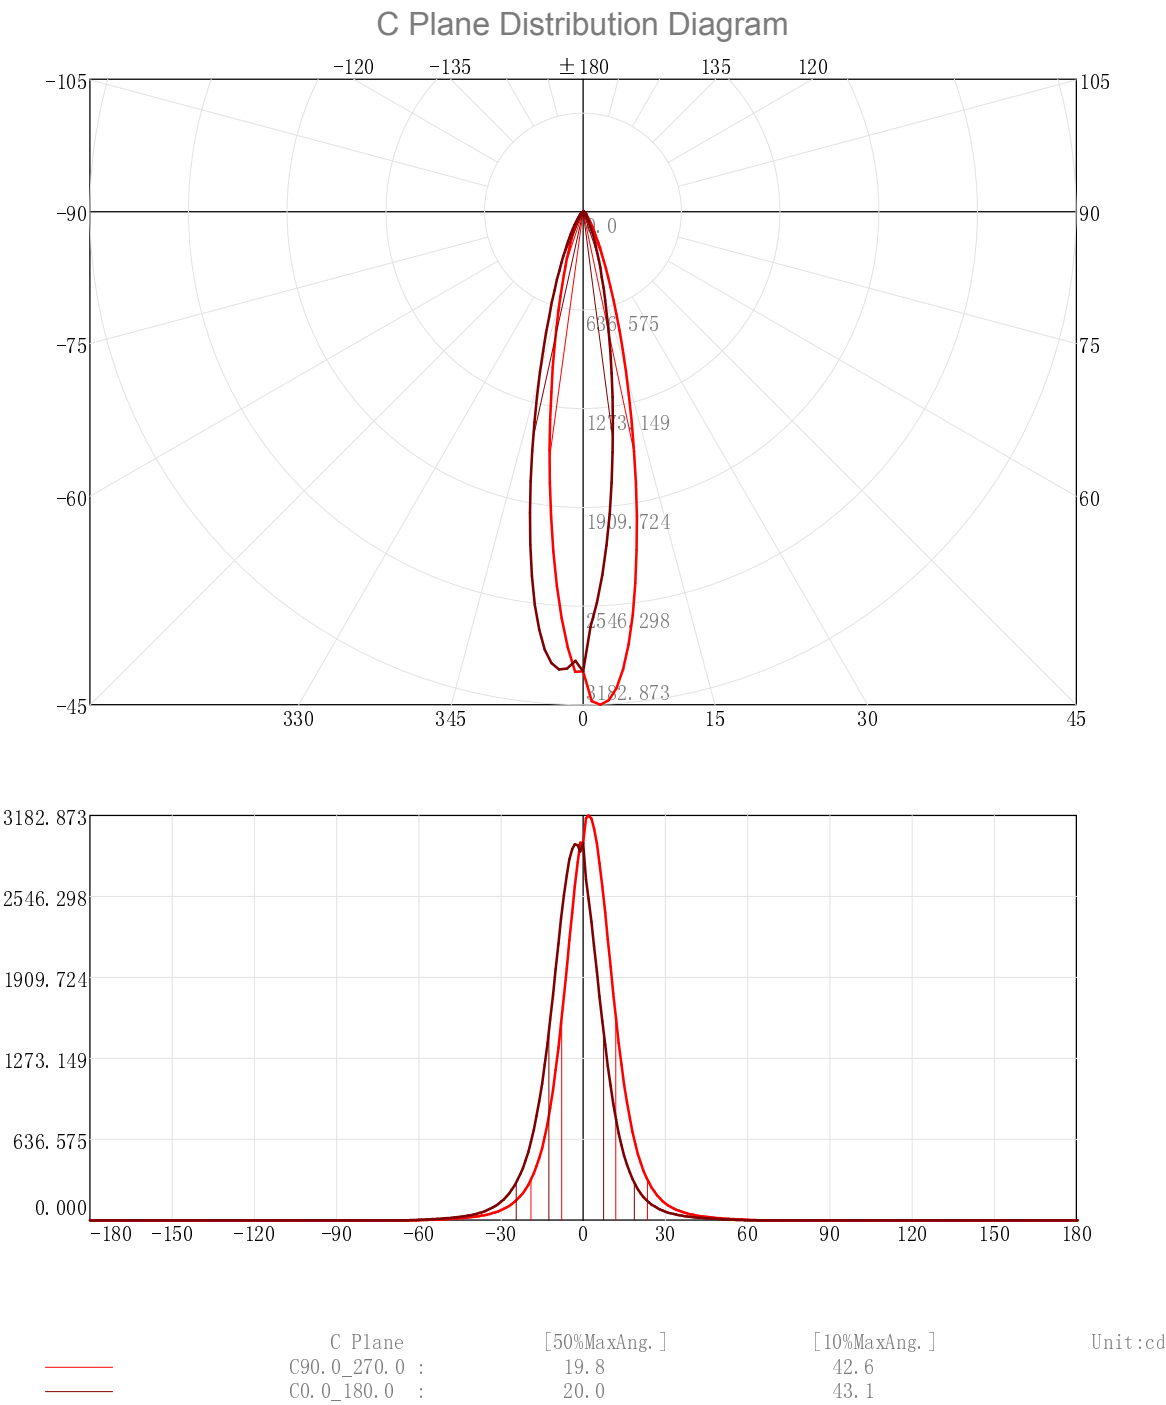 C Plane Distribution Diagram
-120 -135 ±180 135 120
-105 105
-90 90
0.0
636.575
-75 75
1273.149
-60 60
1909.724
2546.298
3182.873
-45 330 345 0 15 30 45
3182.873
2546.298
1909.724
1273.149
636.575
0.000
-180 -150 -120 -90 -60 -30 0 30 60 90 120 150 180
C Plane [50%MaxAng.] [10%MaxAng.] Unit:cd
C90.0_270.0 : 19.8 42.6
C0.0_180.0 : 20.0 43.1